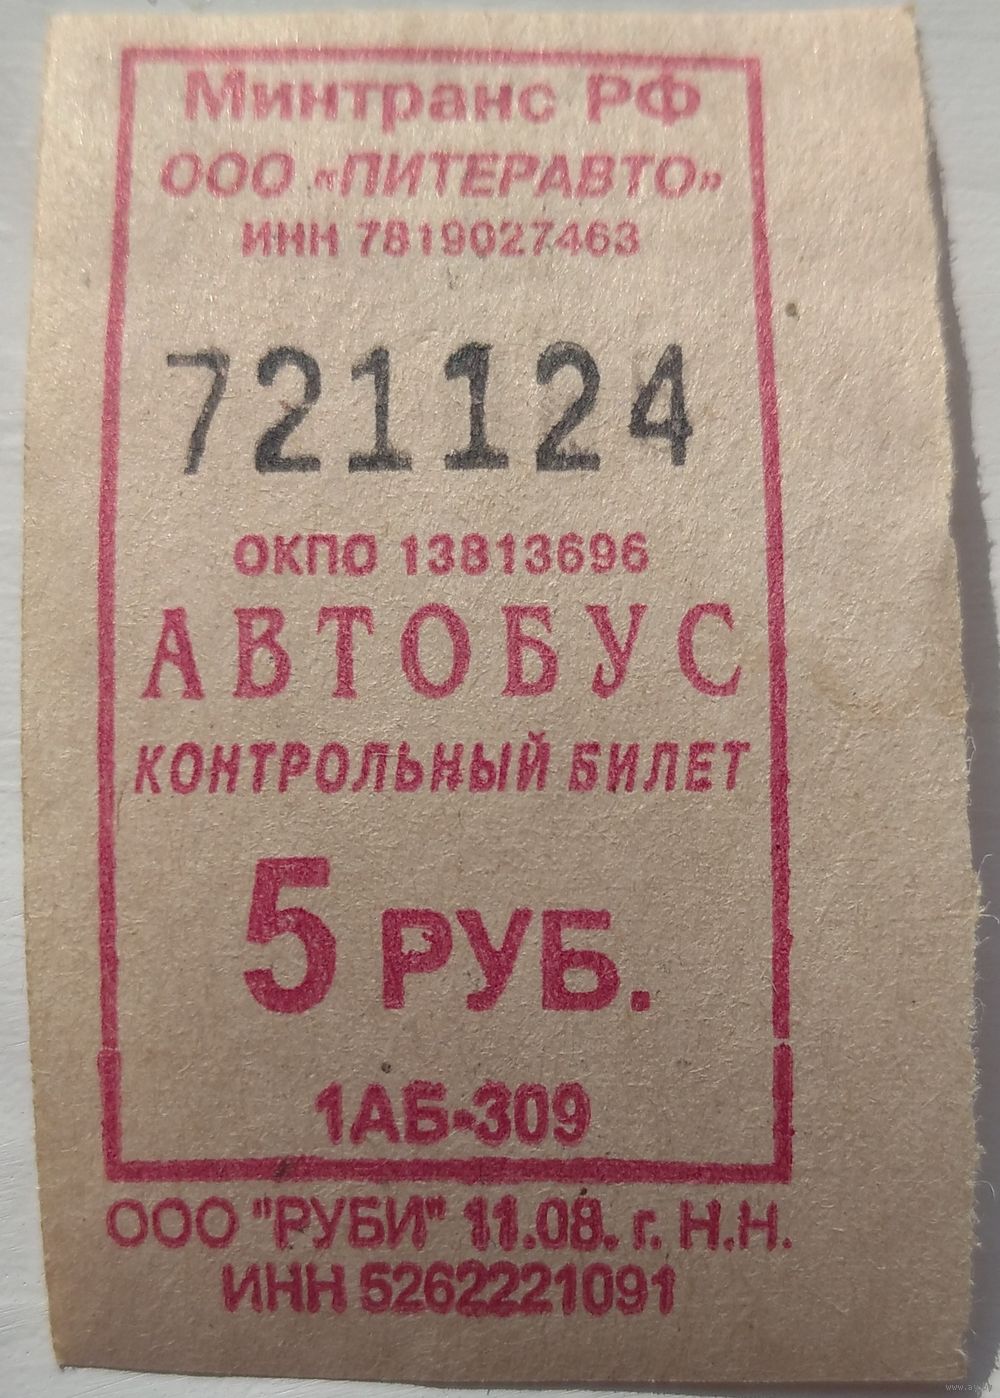 Минтранс РФ
ООО «ПИТЕРАВТО»
ИНН 7819027463
721124
ОКПО 13813696
АВТОБУС
КОНТРОЛЬНЫЙ БИЛЕТ
5 РУБ.
1АБ-309
ООО "РУБИ" 11.08. г. Н.Н.
ИНН 5262221091